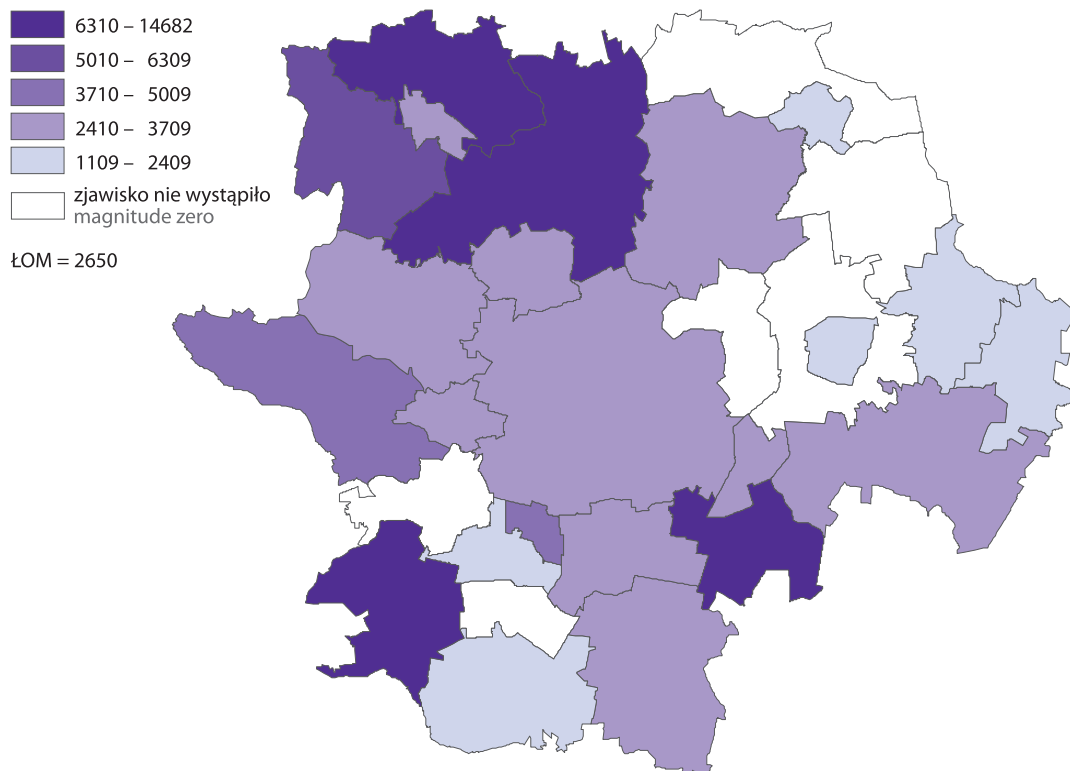 6310 – 14682
5010 – 6309
3710 – 5009
2410 – 3709
1109 – 2409
zjawisko nie wystąpiło
magnitude zero
ŁOM = 2650